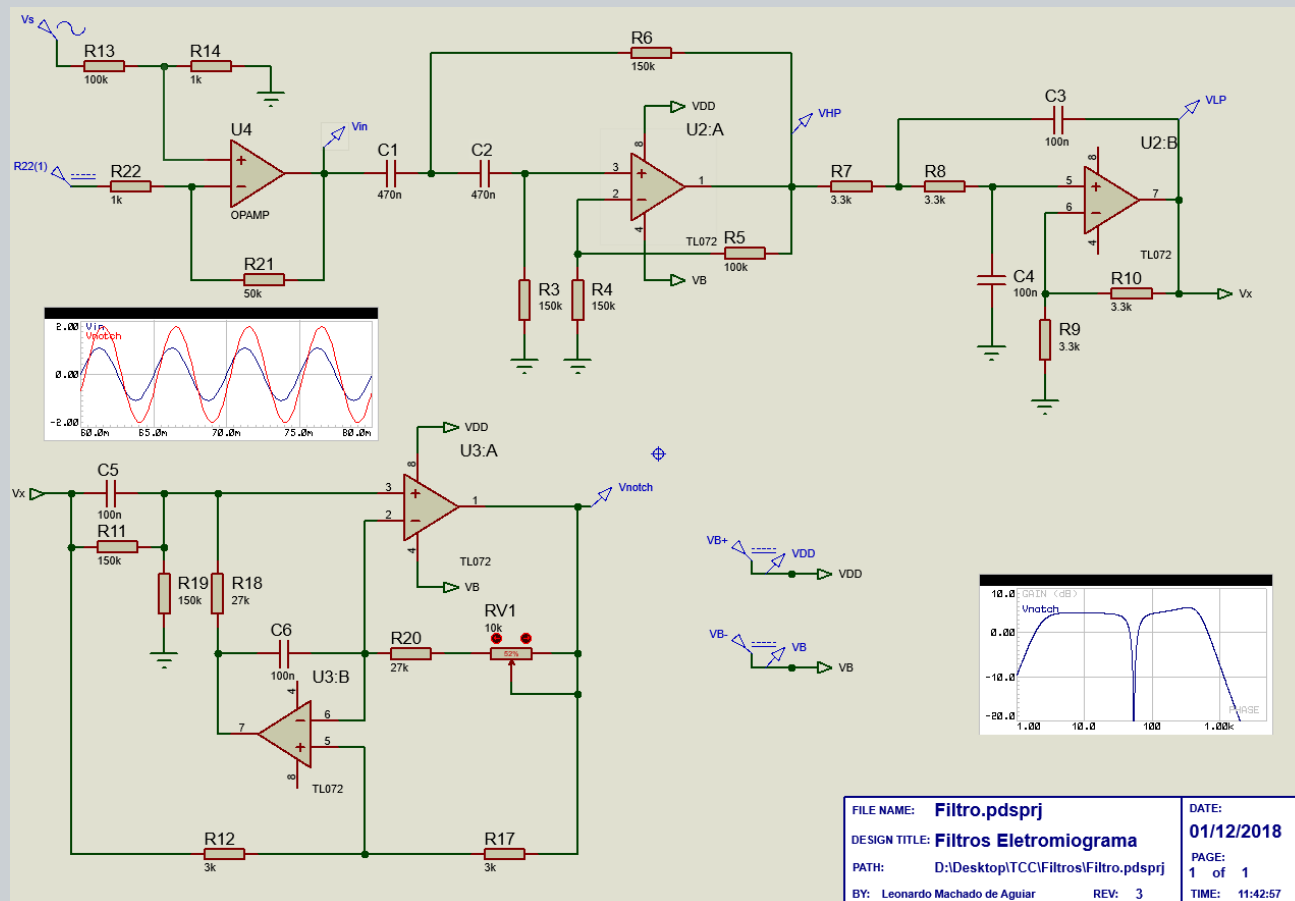 Vs
R13
100k
R14
1k
R6
150k
U4
Vin
C1
470n
C2
470n
VDD
U2:A
VHP
8
3
2
1
4
TL072
VB
R5
100k
R22(1)
R22
1k
OPAMP
R21
50k
R3
150k
R4
150k
R7
3.3k
R8
3.3k
C3
100n
VLP
U2:B
8
5
6
7
4
TL072
C4
100n
R10
3.3k
Vx
R9
3.3k
2.00
Vin
Vnotch
0.00
-2.00
60.0m
65.0m
70.0m
75.0m
80.0m
VDD
U3:A
Vx
C5
100n
8
3
2
1
4
Vnotch
TL072
VB
R11
150k
R19
150k
R18
27k
C6
100n
R20
27k
RV1
10k
52%
U3:B
4
6
5
7
8
TL072
R12
3k
R17
3k
VB+
VDD
VDD
VB-
VB
VB
10.0
GAIN (dB)
Vnotch
0.00
-10.0
-20.0
PHASE
1.00
10.0
100
1.00k
FILE NAME: Filtro.pdsprj
DESIGN TITLE: Filtros Eletromiograma
PATH: D:\Desktop\TCC\Filtros\Filtro.pdsprj
BY: Leonardo Machado de Aguiar REV: 3
DATE:
01/12/2018
PAGE:
1 of 1
TIME: 11:42:57